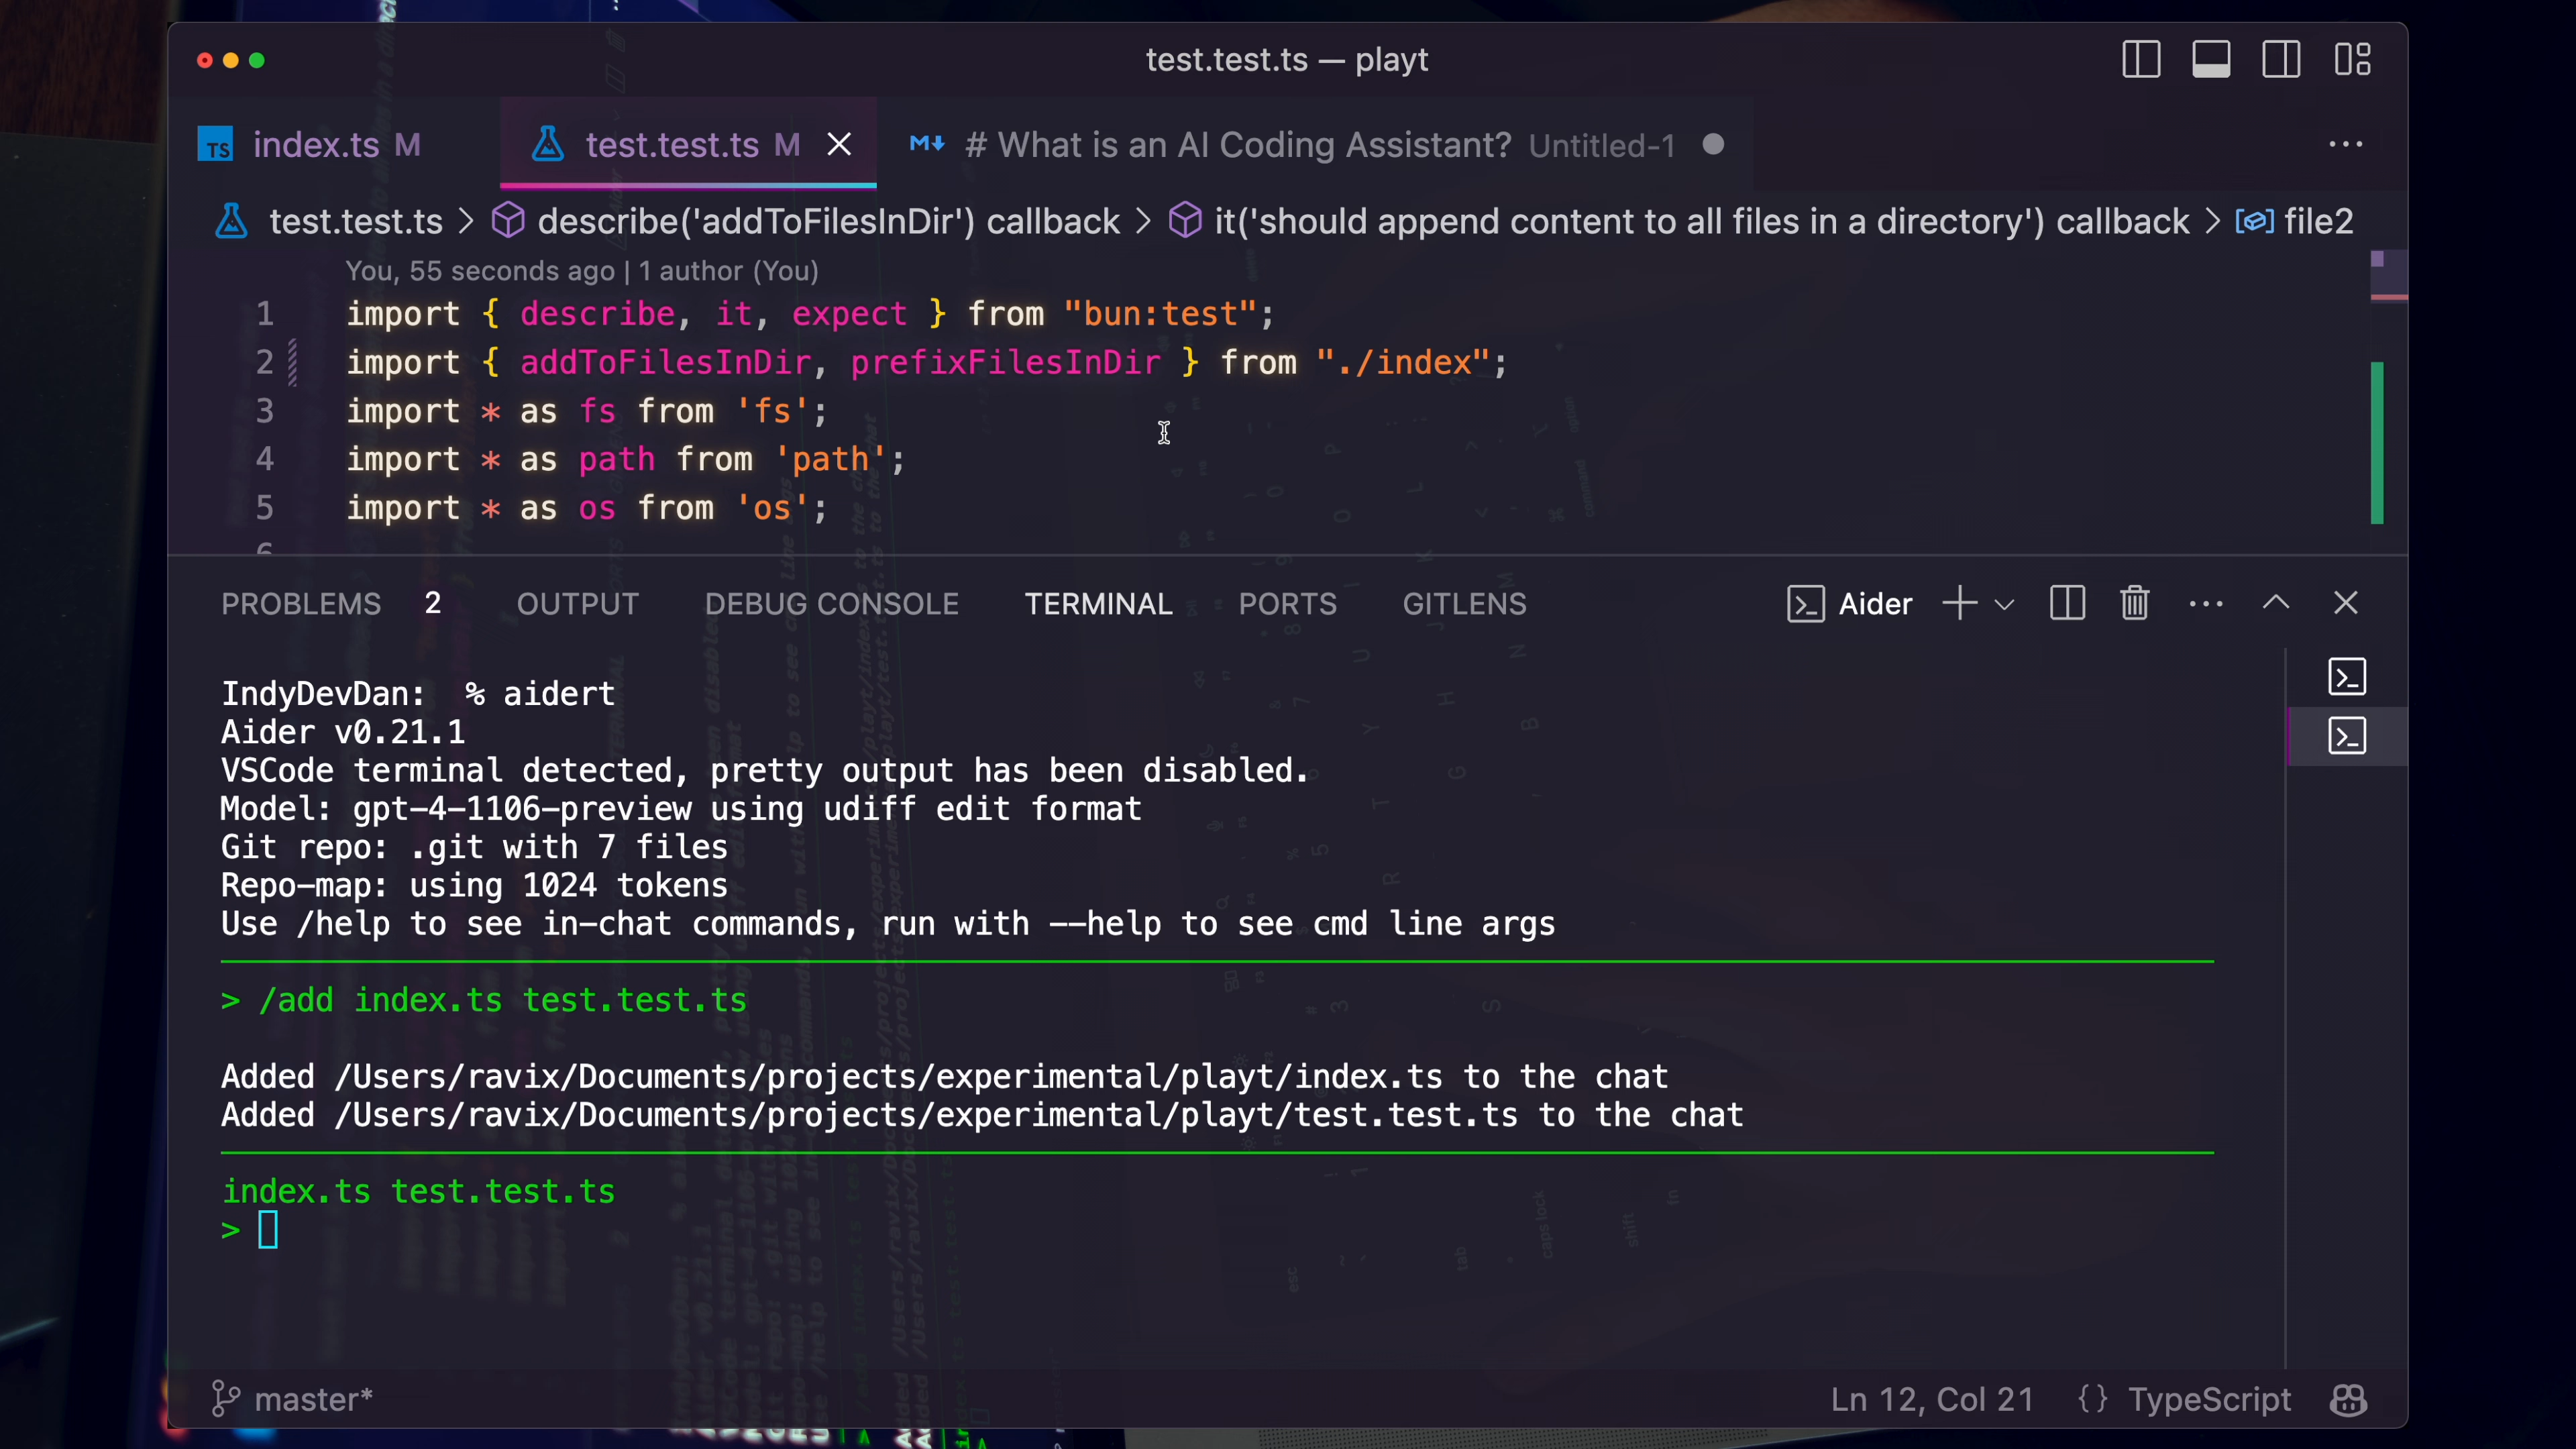 test.test.ts — playt
TS index.ts M
test.test.ts M
# What is an AI Coding Assistant? Untitled-1
test.test.ts > describe('addToFilesInDir') callback > it('should append content to all files in a directory') callback > file2
You, 55 seconds ago | 1 author (You)
1 import { describe, it, expect } from "bun:test";
2 import { addToFilesInDir, prefixFilesInDir } from "./index";
3 import * as fs from 'fs';
4 import * as path from 'path';
5 import * as os from 'os';
6
PROBLEMS 2 OUTPUT DEBUG CONSOLE TERMINAL PORTS GITLENS Aider
IndyDevDan:  % aidert
Aider v0.21.1
VSCode terminal detected, pretty output has been disabled.
Model: gpt-4-1106-preview using udiff edit format
Git repo: .git with 7 files
Repo-map: using 1024 tokens
Use /help to see in-chat commands, run with --help to see cmd line args
> /add index.ts test.test.ts
Added /Users/ravix/Documents/projects/experimental/playt/index.ts to the chat
Added /Users/ravix/Documents/projects/experimental/playt/test.test.ts to the chat
index.ts test.test.ts
>
master* Ln 12, Col 21 {} TypeScript